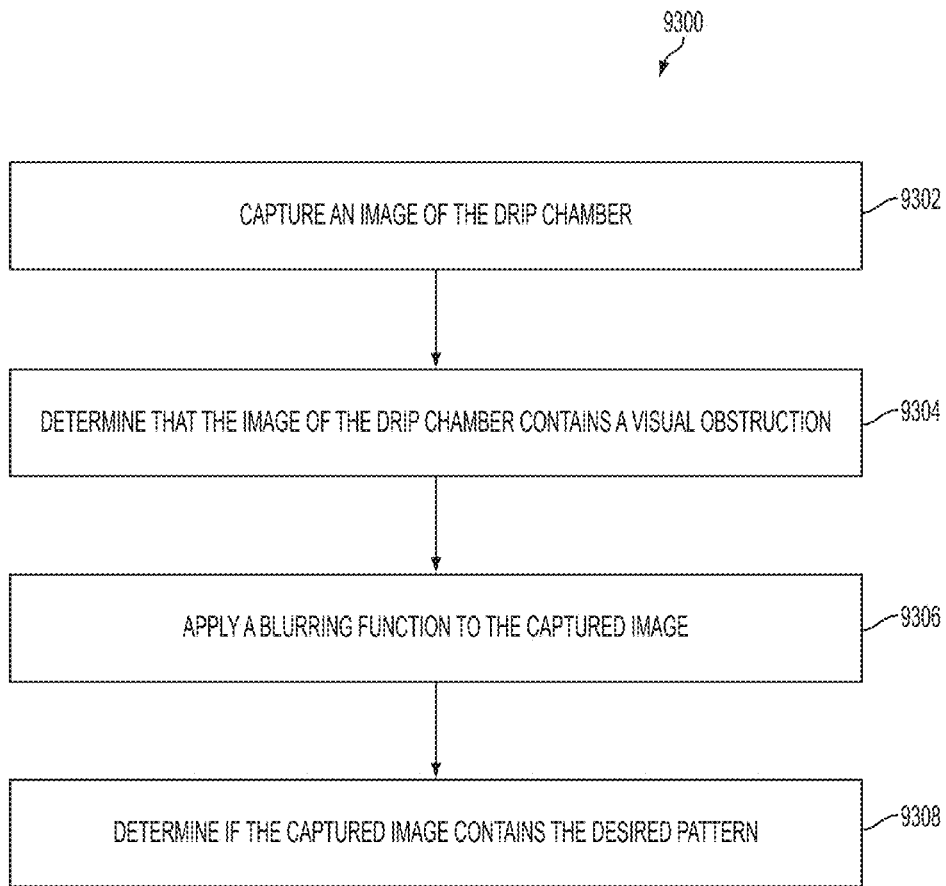 9300
CAPTURE AN IMAGE OF THE DRIP CHAMBER
9302
DETERMINE THAT THE IMAGE OF THE DRIP CHAMBER CONTAINS A VISUAL OBSTRUCTION
9304
APPLY A BLURRING FUNCTION TO THE CAPTURED IMAGE
9306
DETERMINE IF THE CAPTURED IMAGE CONTAINS THE DESIRED PATTERN
9308